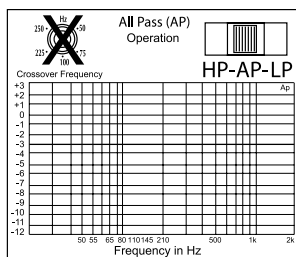 Hz
250 50
225 75
100
Crossover Frequency
All Pass (AP)
Operation
HP-AP-LP
Ap
+3
+2
+1
0
-1
-2
-3
-4
-5
-6
-7
-8
-9
-10
-11
-12
50 55 65 80 110 145 210 500 1k 2k
Frequency in Hz